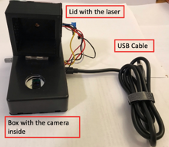 Lid with the laser
USB Cable
Box with the camera
inside